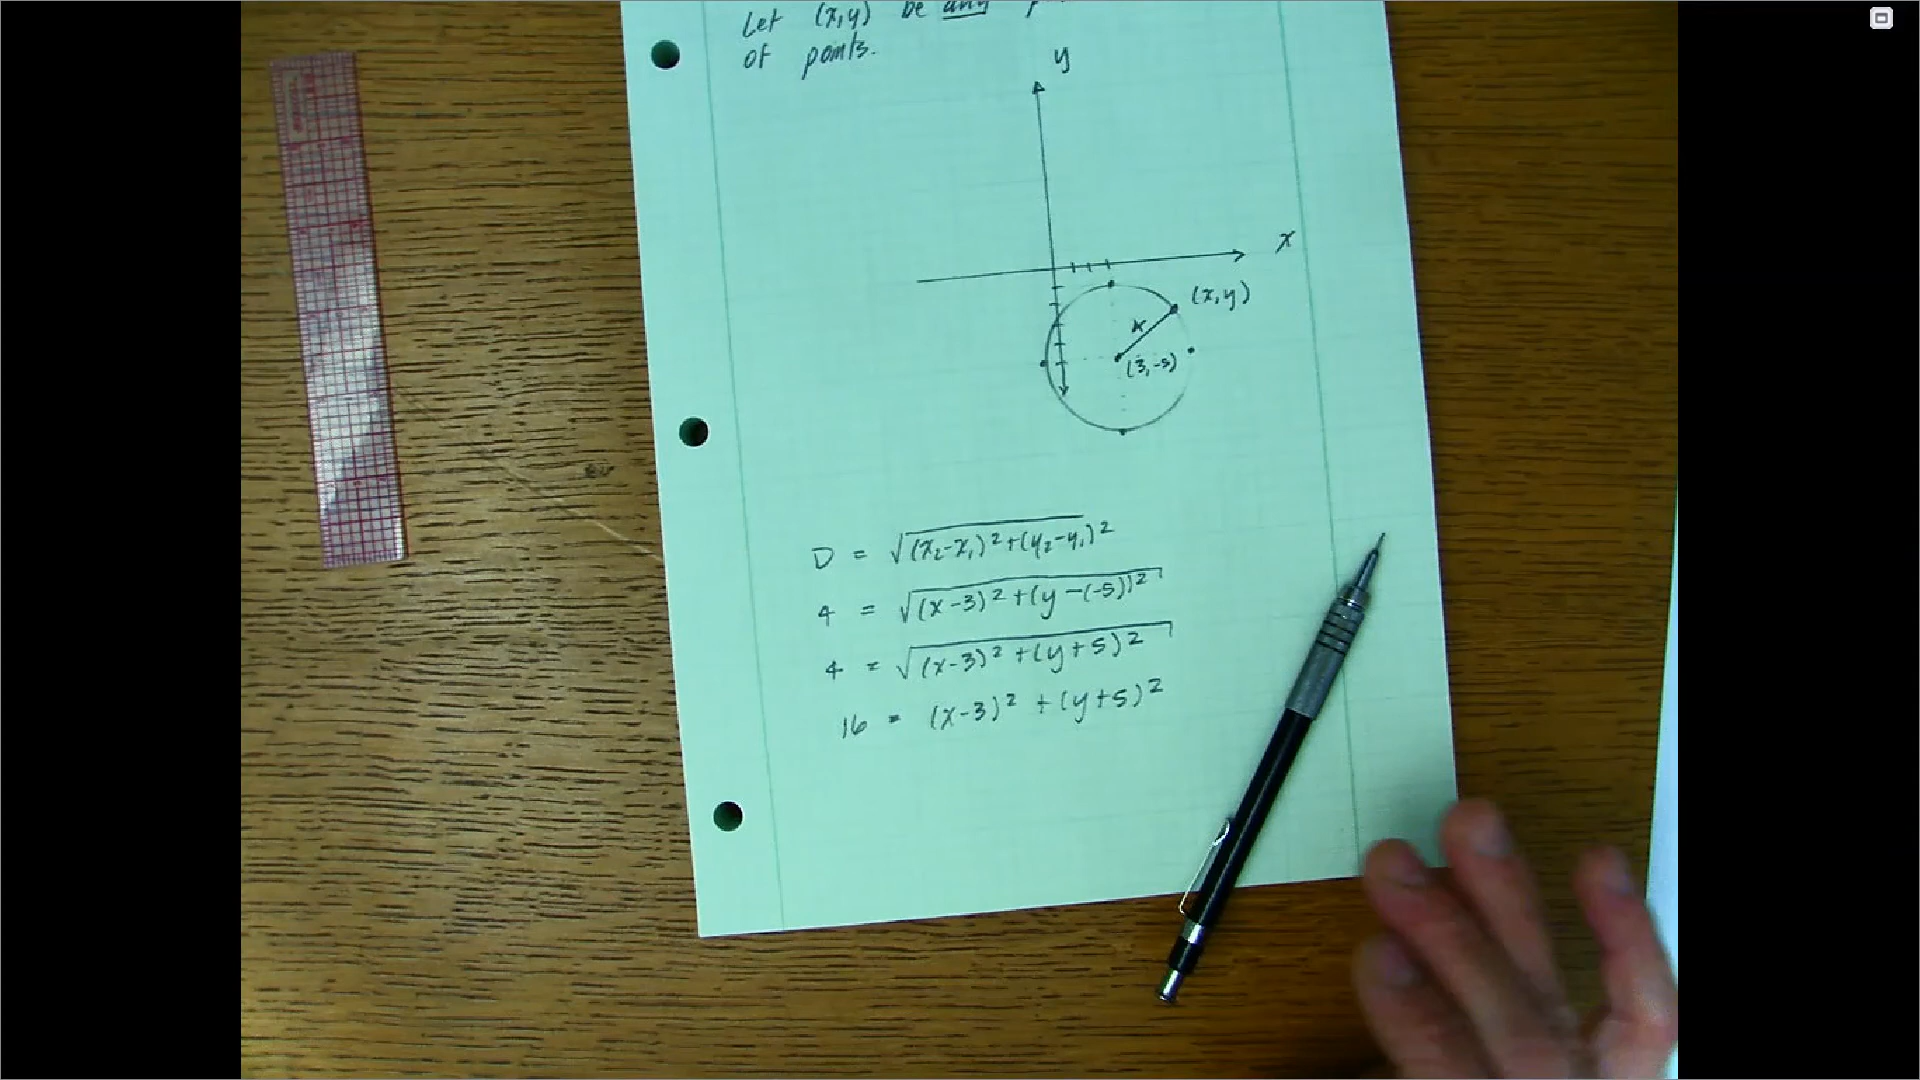 Let (x,y) be any
of points.
y
x
(x,y)
(3,-5)
D = √(x₂-x₁)²+(y₂-y₁)²
4 = √(x-3)²+(y-(-5))²
4 = √(x-3)²+(y+5)²
16 = (x-3)² +(y+5)²